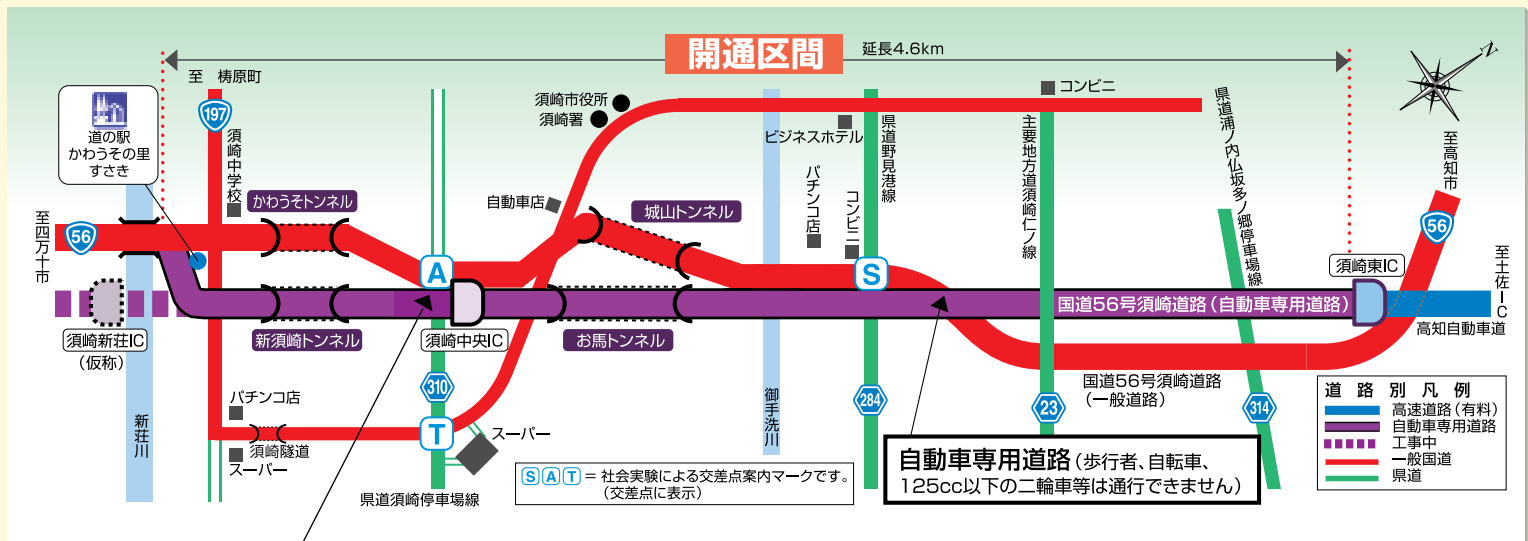 開通区間
延長4.6km
N
至 梼原町
197
道の駅
かわうその里
すさき
須崎中学校
須崎市役所
須崎署
コンビニ
ビジネスホテル
県道野見港線
主要地方道須崎仁ノ線
県道浦ノ内仏坂多ノ郷停車場線
至高知市
56
かわうそトンネル
自動車店
城山トンネル
パチンコ店
コンビニ
至四万十市
56
A
S
須崎東IC
至土佐IC
国道56号須崎道路(自動車専用道路)
高知自動車道
須崎新荘IC
(仮称)
新須崎トンネル
須崎中央IC
お馬トンネル
国道56号須崎道路
(一般道路)
310
284
23
314
新荘川
御手洗川
パチンコ店
須崎隧道
スーパー
T
スーパー
県道須崎停車場線
SAT=社会実験による交差点案内マークです。
(交差点に表示)
自動車専用道路(歩行者、自転車、
125cc以下の二輪車等は通行できません)
道路別凡例
高速道路(有料)
自動車専用道路
工事中
一般国道
県道